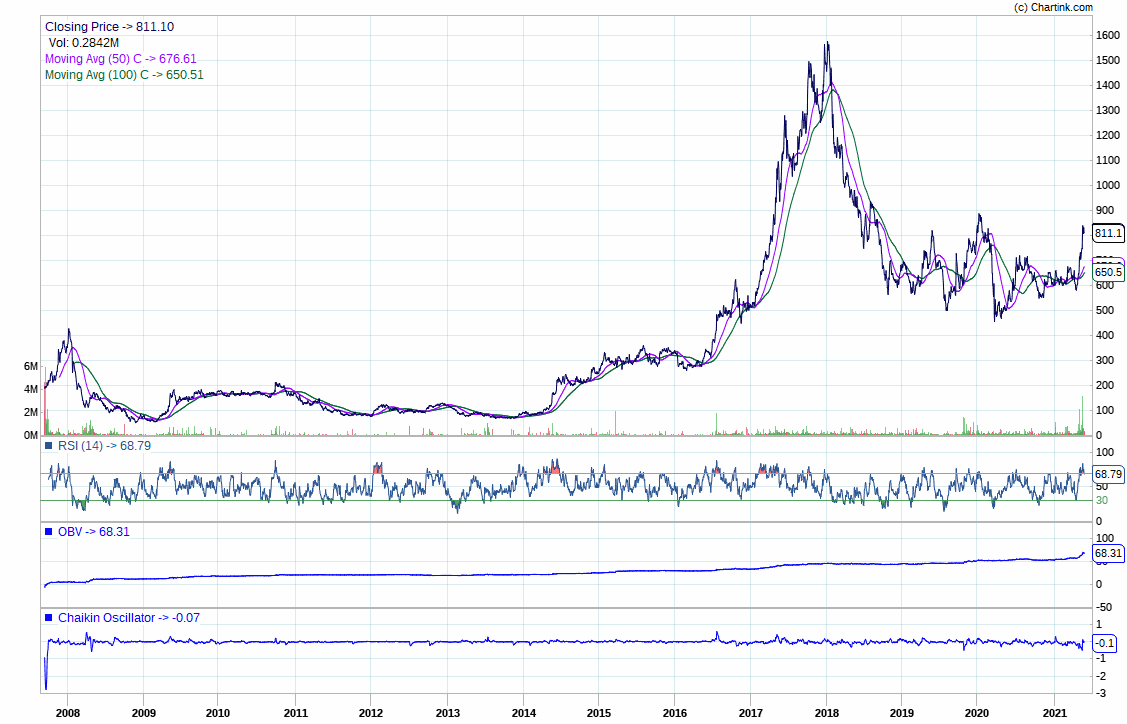 (c) Chartink.com
Closing Price -> 811.10
Vol: 0.2842M
Moving Avg (50) C -> 676.61
Moving Avg (100) C -> 650.51
1600
1500
1400
1300
1200
1100
1000
900
811.1
650.5
600
500
400
300
200
100
0
6M
4M
2M
0M
RSI (14) -> 68.79
100
68.79
50
30
0
OBV -> 68.31
100
68.31
0
-50
Chaikin Oscillator -> -0.07
1
-0.1
-1
-2
-3
2008 2009 2010 2011 2012 2013 2014 2015 2016 2017 2018 2019 2020 2021